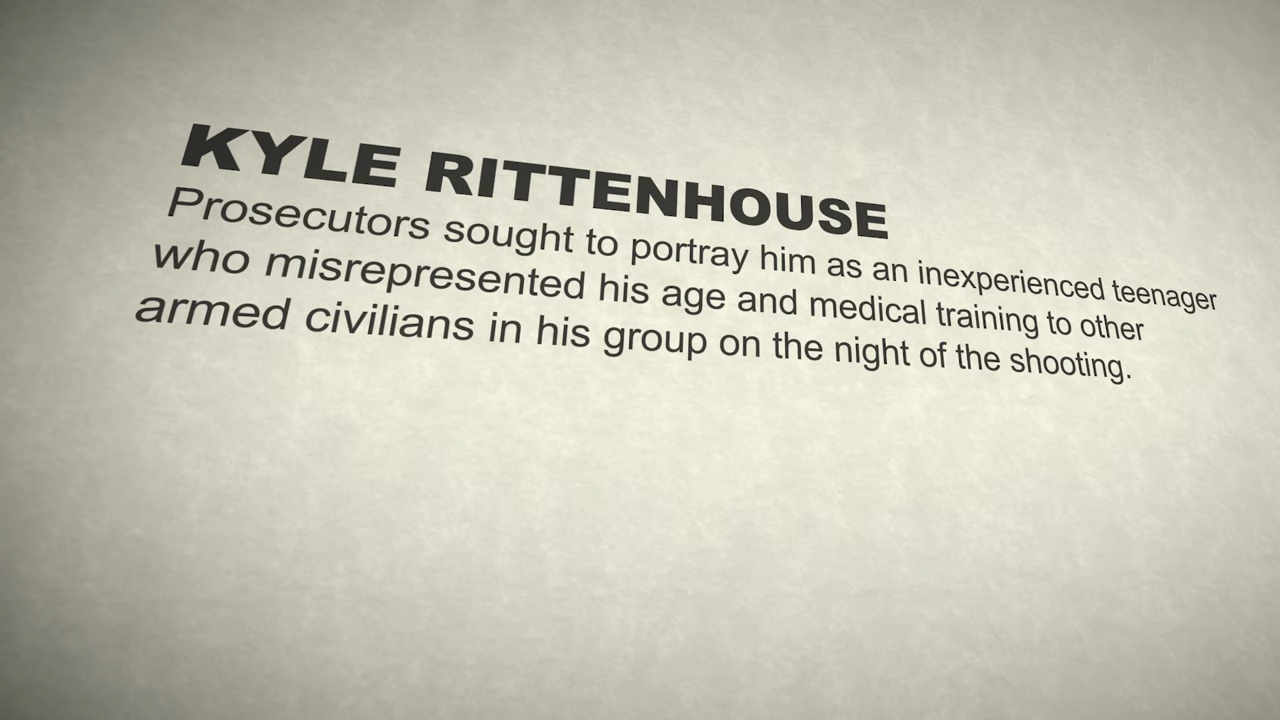 KYLE RITTENHOUSE
Prosecutors sought to portray him as an inexperienced teenager
who misrepresented his age and medical training to other
armed civilians in his group on the night of the shooting.